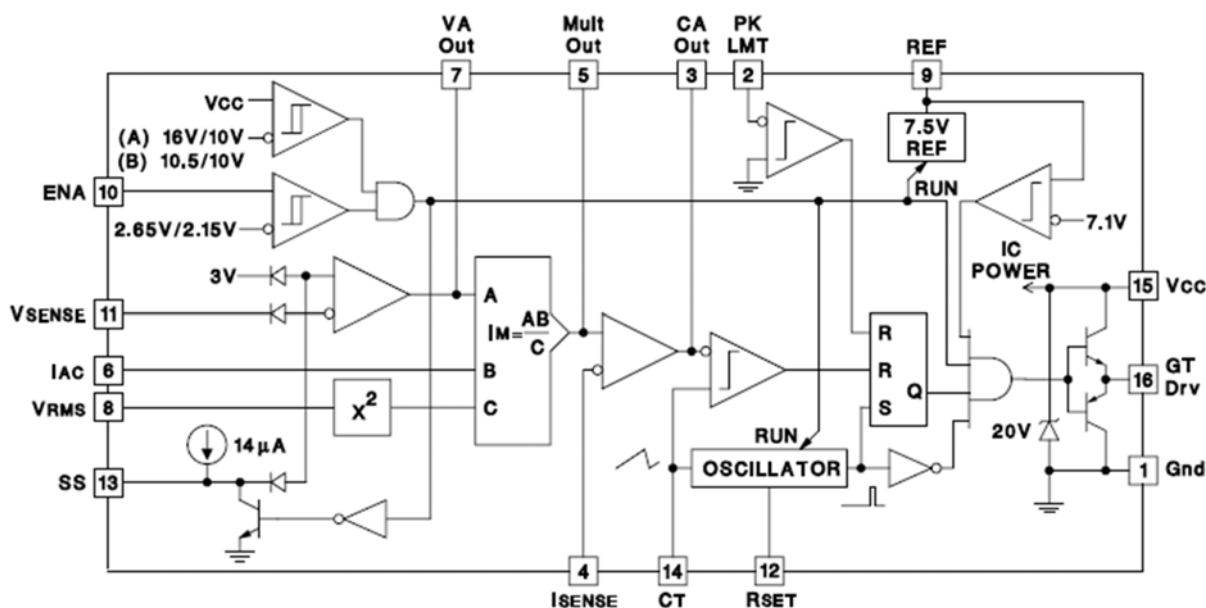 VA Out
Mult Out
CA Out
PK LMT
REF
7
5
3
2
9
VCC
(A) 16V/10V
(B) 10.5/10V
7.5V REF
ENA
10
RUN
2.65V/2.15V
7.1V
3V
IC POWER
15
VCC
VSENSE
11
A
IM=AB/C
R
IAC
6
B
R
Q
16
GT Drv
VRMS
8
X2
C
S
20V
14μA
RUN
OSCILLATOR
SS
13
1
Gnd
4
14
12
ISENSE
CT
RSET